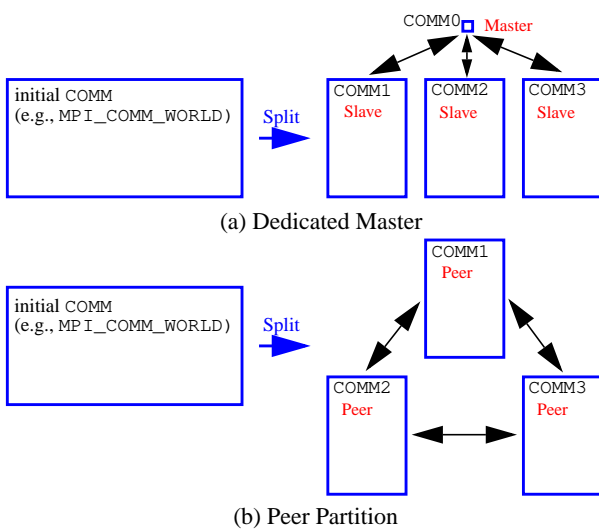 COMM0 Master
initial COMM
(e.g., MPI_COMM_WORLD)
Split
COMM1
Slave
COMM2
Slave
COMM3
Slave
(a) Dedicated Master
initial COMM
(e.g., MPI_COMM_WORLD)
Split
COMM1
Peer
COMM2
Peer
COMM3
Peer
(b) Peer Partition